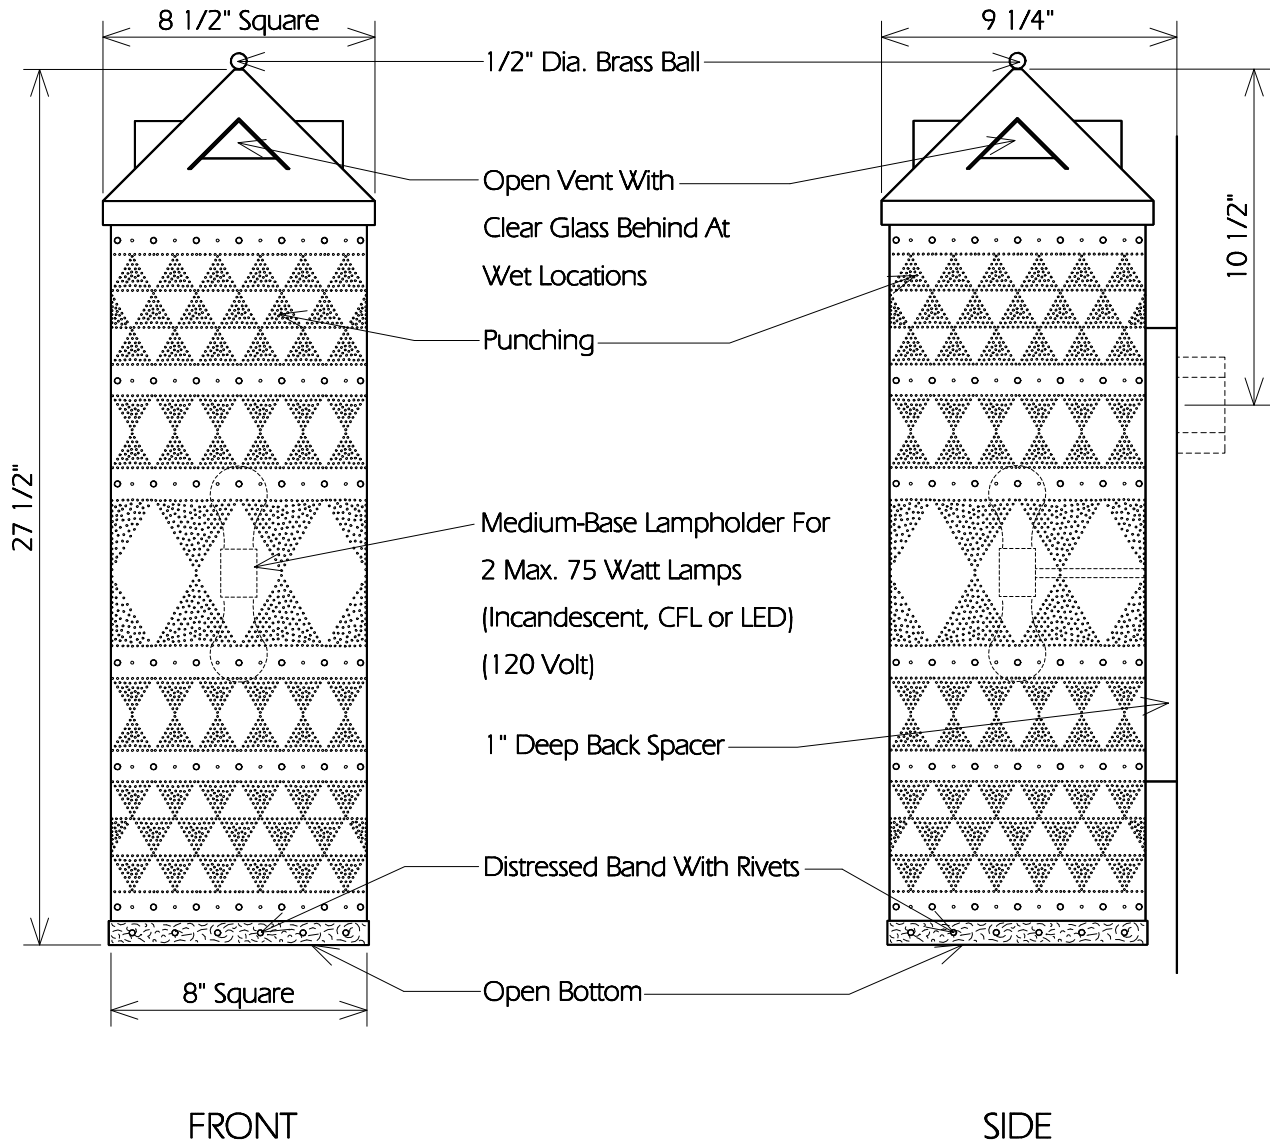 8 1/2" Square
9 1/4"
1/2" Dia. Brass Ball
Open Vent With
Clear Glass Behind At
Wet Locations
10 1/2"
Punching
27 1/2"
Medium-Base Lampholder For
2 Max. 75 Watt Lamps
(Incandescent, CFL or LED)
(120 Volt)
1" Deep Back Spacer
Distressed Band With Rivets
8" Square
Open Bottom
FRONT
SIDE